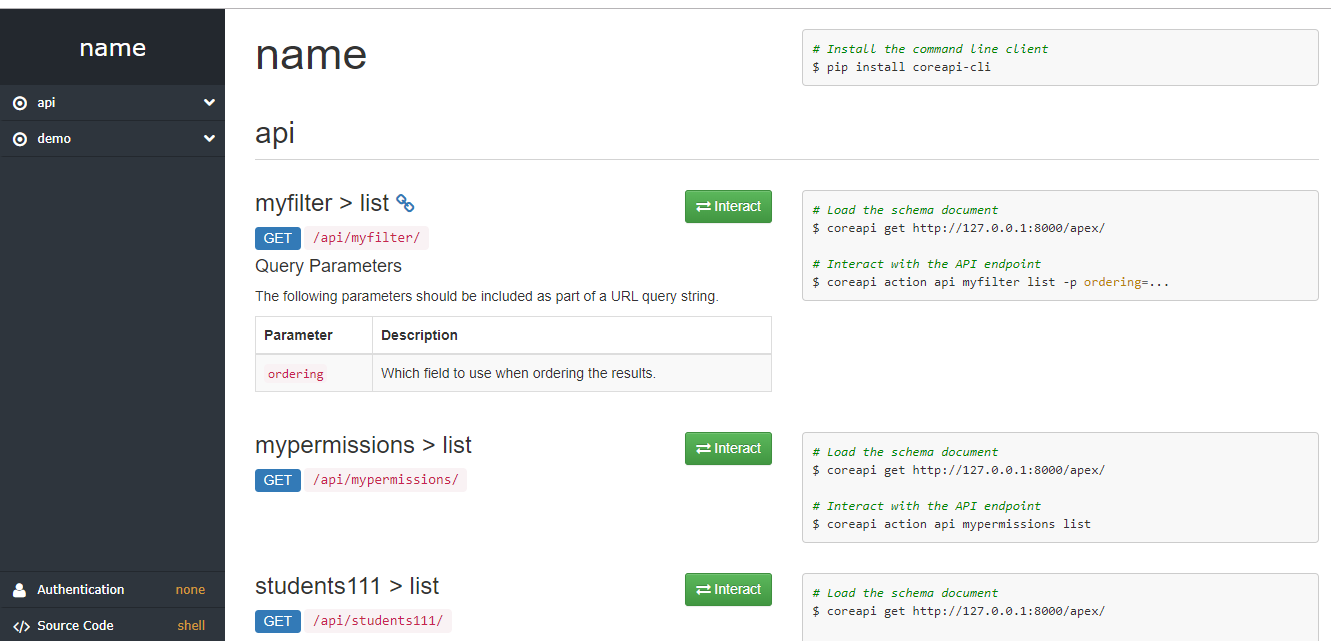 name
api
demo
Authentication none
Source Code shell
name
# Install the command line client
$ pip install coreapi-cli
api
myfilter > list
Interact
GET /api/myfilter/
Query Parameters
The following parameters should be included as part of a URL query string.
Parameter Description
ordering Which field to use when ordering the results.
# Load the schema document
$ coreapi get http://127.0.0.1:8000/apex/
# Interact with the API endpoint
$ coreapi action api myfilter list -p ordering=...
mypermissions > list
Interact
GET /api/mypermissions/
# Load the schema document
$ coreapi get http://127.0.0.1:8000/apex/
# Interact with the API endpoint
$ coreapi action api mypermissions list
students111 > list
Interact
GET /api/students111/
# Load the schema document
$ coreapi get http://127.0.0.1:8000/apex/